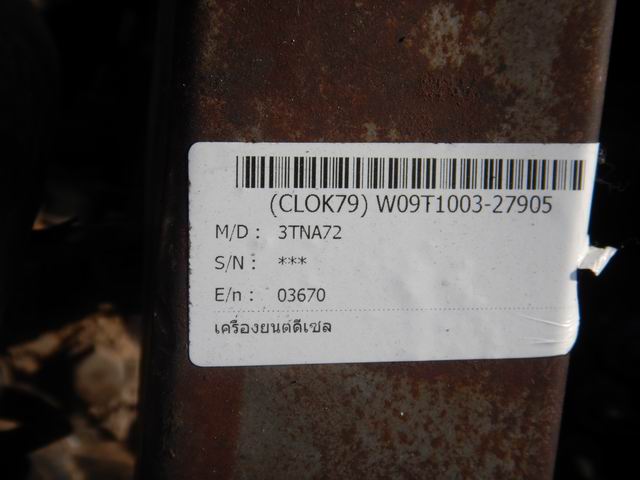 (CLOK79) W09T1003-27905
M/D : 3TNA72
S/N : ***
E/n : 03670
เครื่องยนต์ดีเซล